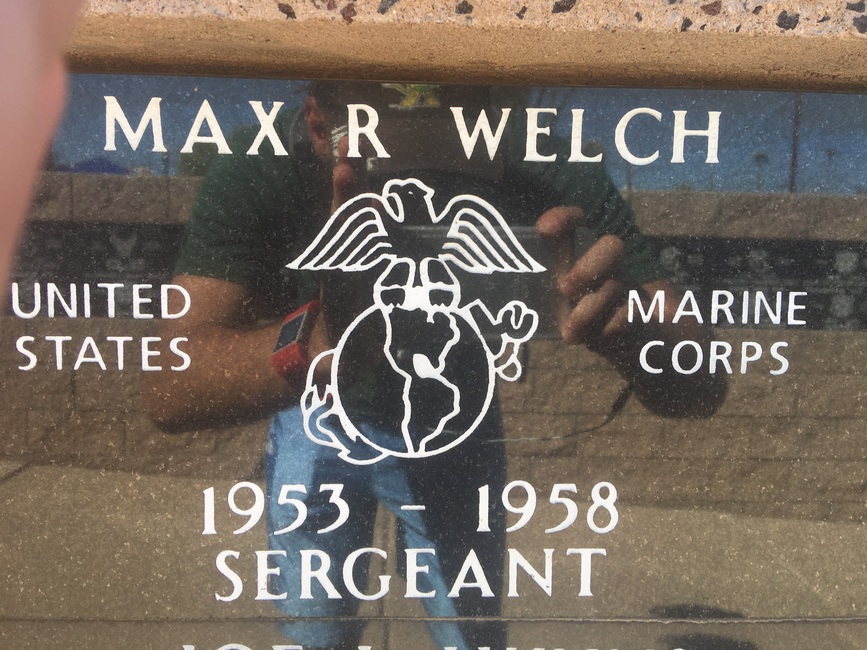 MAX R WELCH
UNITED STATES
MARINE CORPS
1953 - 1958
SERGEANT